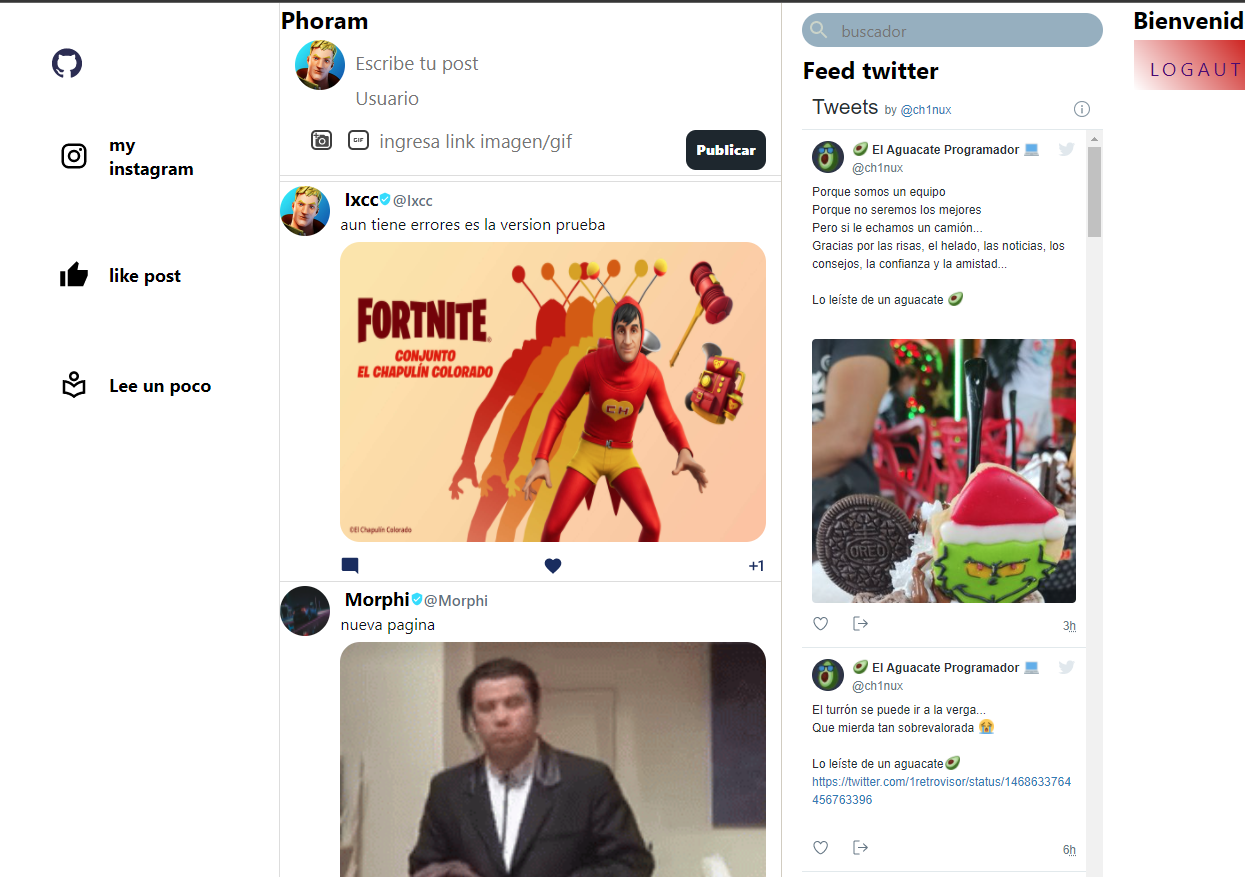 my
instagram
like post
Lee un poco
Phoram
Escribe tu post
Usuario
GIF
ingresa link imagen/gif
Publicar
Ixcc @Ixcc
aun tiene errores es la version prueba
FORTNITE
CONJUNTO
EL CHAPULÍN COLORADO
CH
©El Chapulín Colorado
+1
Morphi @Morphi
nueva pagina
buscador
Feed twitter
Tweets by @ch1nux
🥑 El Aguacate Programador 💻
@ch1nux
Porque somos un equipo
Porque no seremos los mejores
Pero si le echamos un camión...
Gracias por las risas, el helado, las noticias, los
consejos, la confianza y la amistad...
Lo leíste de un aguacate 🥑
OREO
3h
🥑 El Aguacate Programador 💻
@ch1nux
El turrón se puede ir a la verga...
Que mierda tan sobrevalorada 😭
Lo leíste de un aguacate🥑
https://twitter.com/1retrovisor/status/1468633764
456763396
6h
Bienvenid
LOGAUT